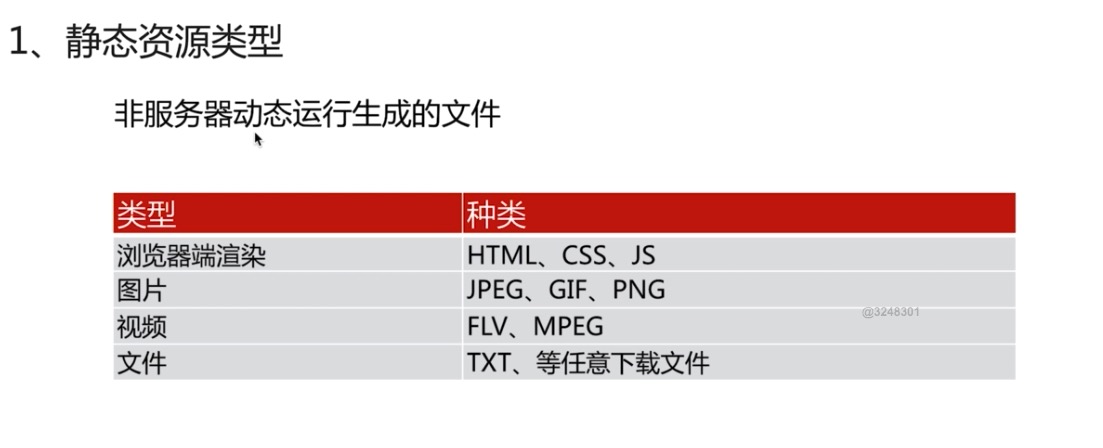 1、静态资源类型
非服务器动态运行生成的文件
类型 种类
浏览器端渲染 HTML、CSS、JS
图片 JPEG、GIF、PNG
@3248301
视频 FLV、MPEG
文件 TXT、等任意下载文件